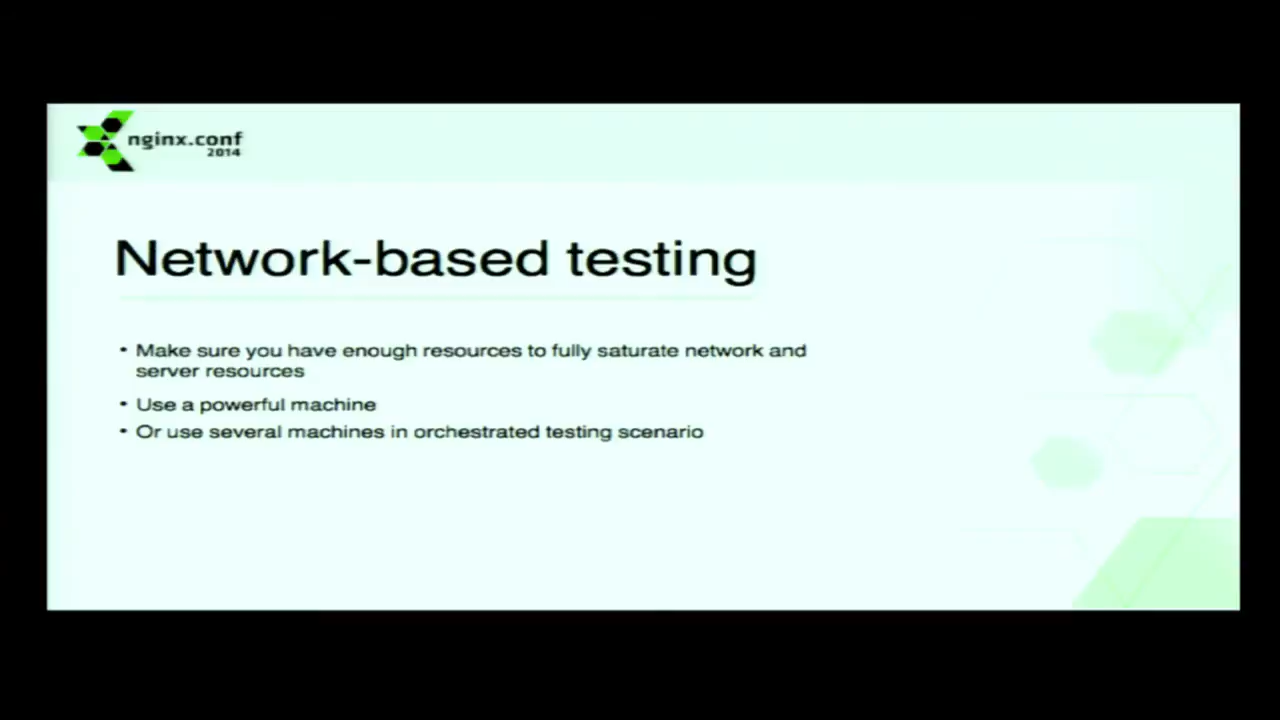 nginx.conf
2014
Network-based testing
• Make sure you have enough resources to fully saturate network and
server resources
• Use a powerful machine
• Or use several machines in orchestrated testing scenario